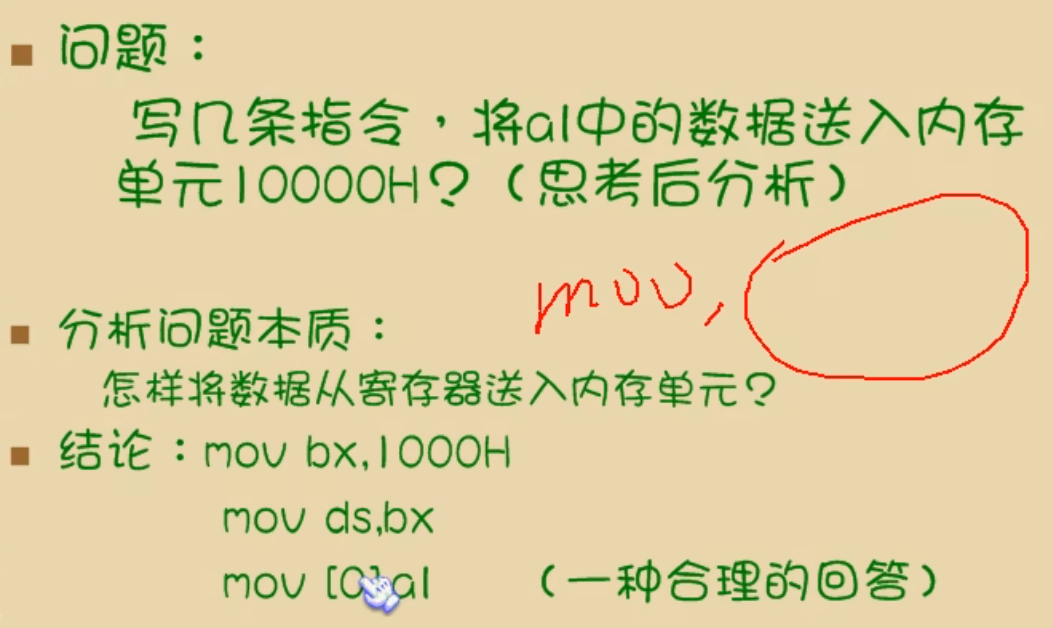 问题：
写几条指令，将al中的数据送入内存
单元10000H？（思考后分析）
mov,
分析问题本质：
怎样将数据从寄存器送入内存单元？
结论：mov bx,1000H
mov ds,bx
mov [0]al （一种合理的回答）